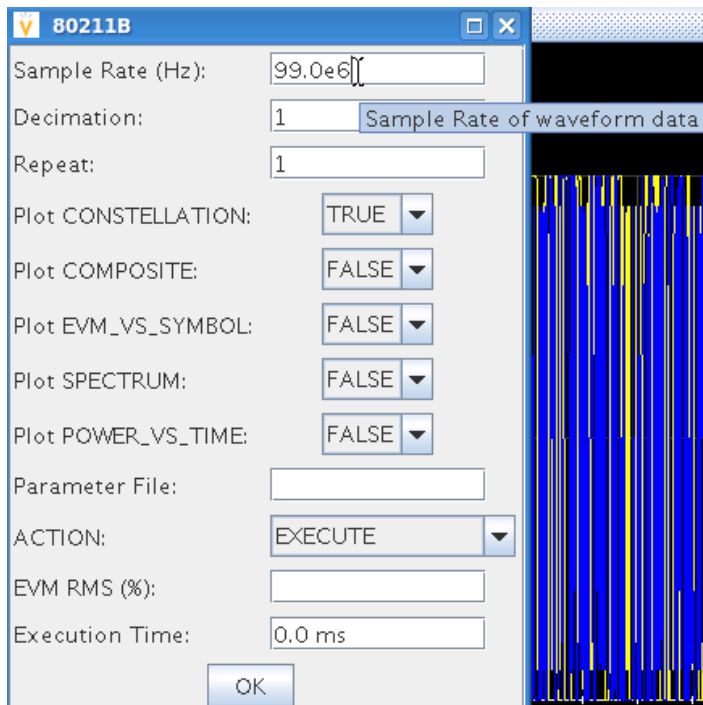 80211B
Sample Rate (Hz): 99.0e6
Decimation: 1
Sample Rate of waveform data
Repeat: 1
Plot CONSTELLATION: TRUE
Plot COMPOSITE: FALSE
Plot EVM_VS_SYMBOL: FALSE
Plot SPECTRUM: FALSE
Plot POWER_VS_TIME: FALSE
Parameter File:
ACTION: EXECUTE
EVM RMS (%):
Execution Time: 0.0 ms
OK